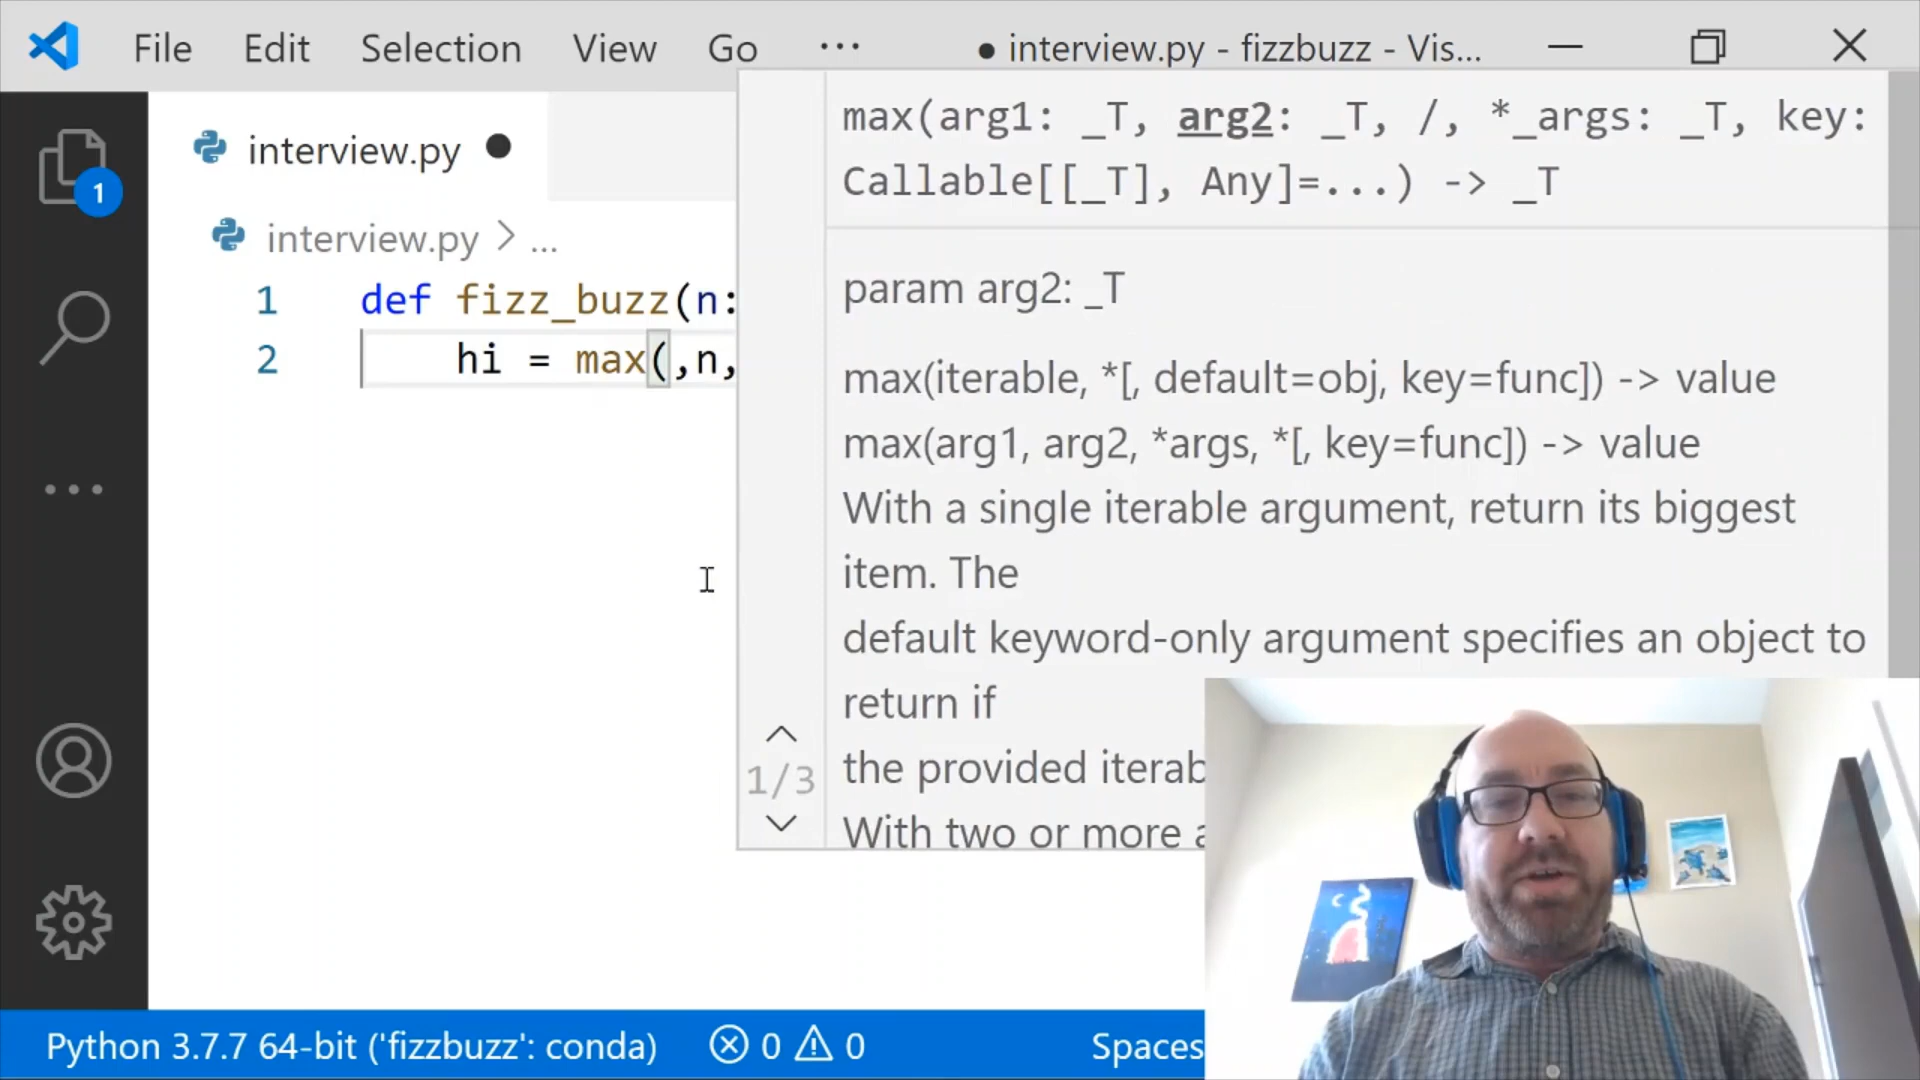 File Edit Selection View Go ··· ● interview.py - fizzbuzz - Vis...
interview.py ●
interview.py > ...
1 def fizz_buzz(n:
2 hi = max(,n,
max(arg1: _T, arg2: _T, /, *_args: _T, key:
Callable[[_T], Any]=...) -> _T
param arg2: _T
max(iterable, *[, default=obj, key=func]) -> value
max(arg1, arg2, *args, *[, key=func]) -> value
With a single iterable argument, return its biggest
item. The
default keyword-only argument specifies an object to
return if
the provided iterab
With two or more a
1/3
1
Python 3.7.7 64-bit ('fizzbuzz': conda) 0 0 Spaces